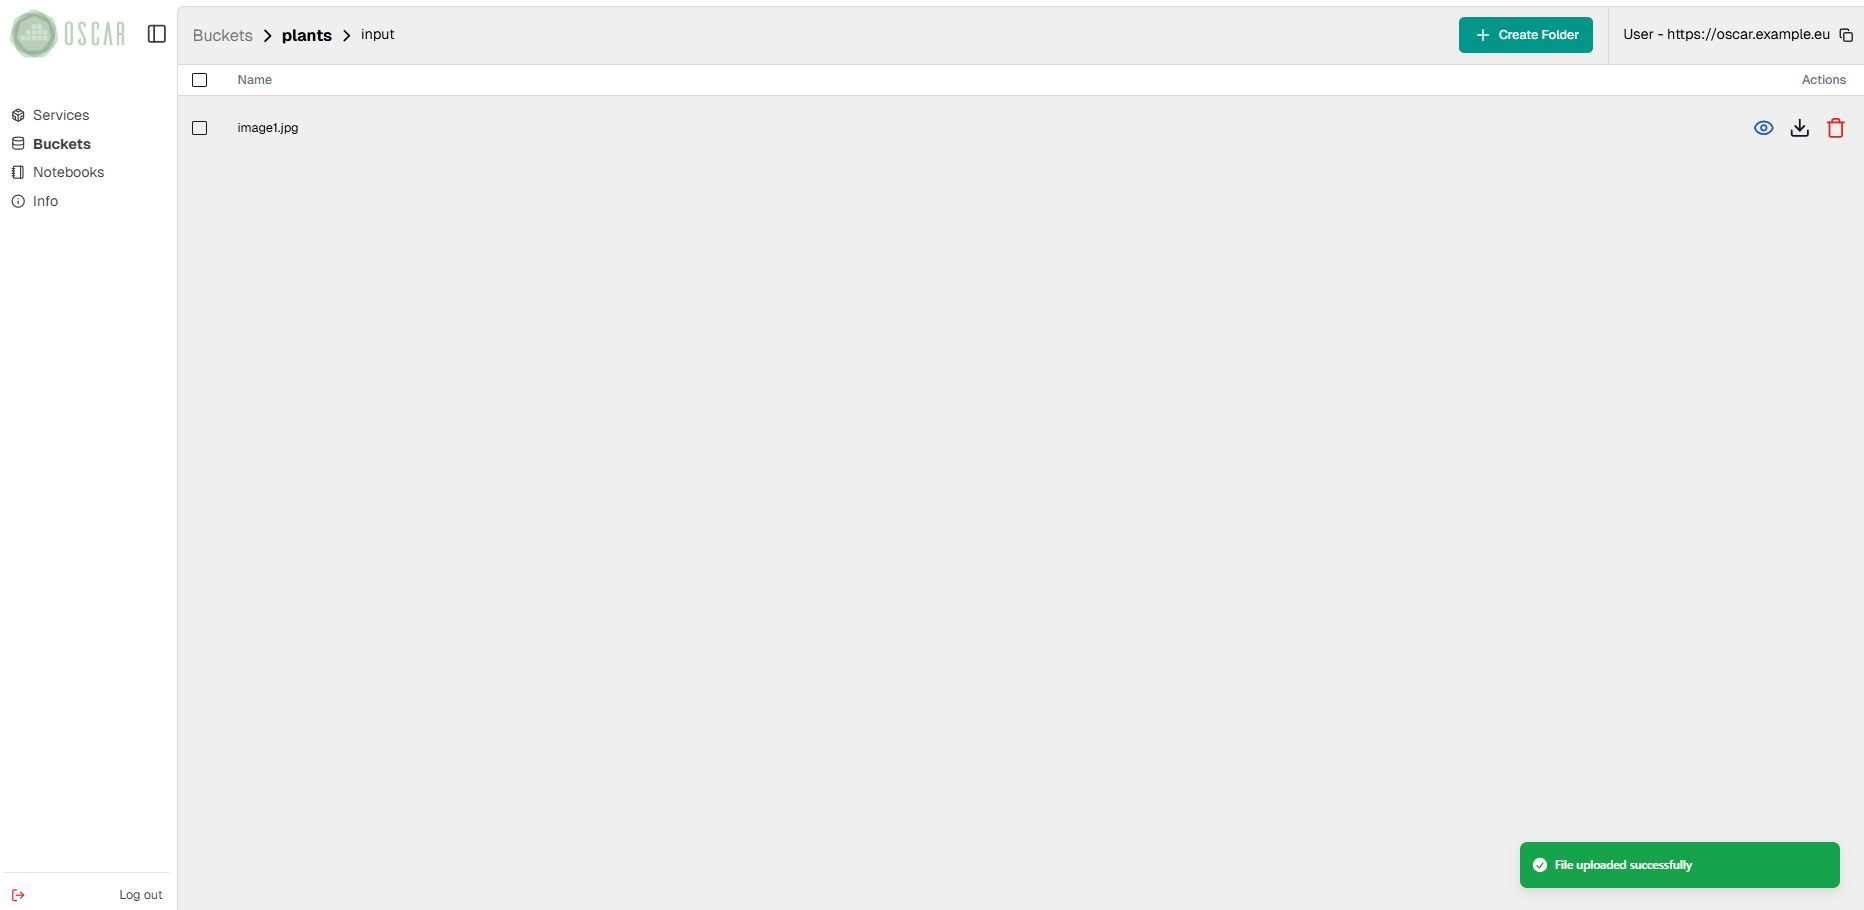 OSCAR
Buckets > plants > input
+ Create Folder
User - https://oscar.example.eu
Services
Buckets
Notebooks
Info
Name
Actions
image1.jpg
File uploaded successfully
Log out